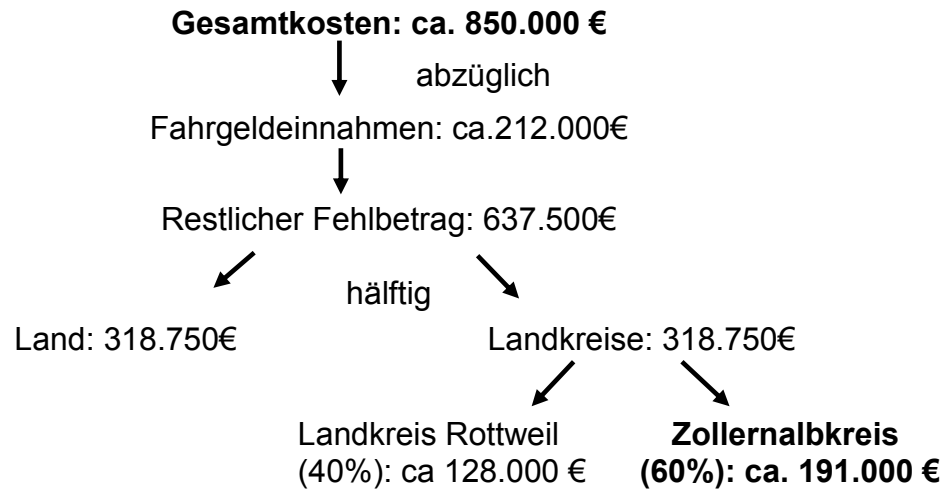 Gesamtkosten: ca. 850.000 €
abzüglich
Fahrgeldeinnahmen: ca.212.000€
Restlicher Fehlbetrag: 637.500€
hälftig
Land: 318.750€
Landkreise: 318.750€
Landkreis Rottweil
(40%): ca 128.000 €
Zollernalbkreis
(60%): ca. 191.000 €